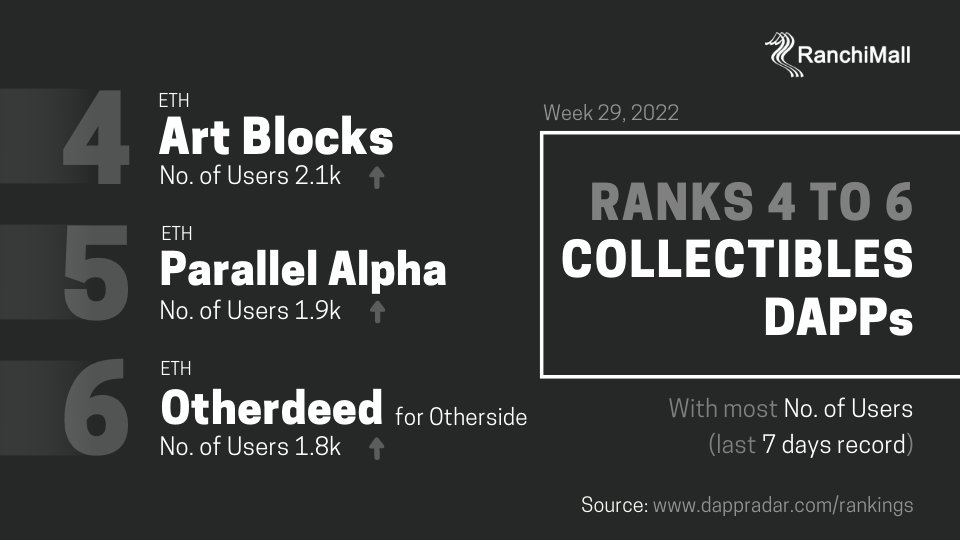 RanchiMall
4
ETH
Art Blocks
No. of Users 2.1k
5
ETH
Parallel Alpha
No. of Users 1.9k
6
ETH
Otherdeed for Otherside
No. of Users 1.8k
Week 29, 2022
RANKS 4 TO 6
COLLECTIBLES
DAPPs
With most No. of Users
(last 7 days record)
Source: www.dappradar.com/rankings